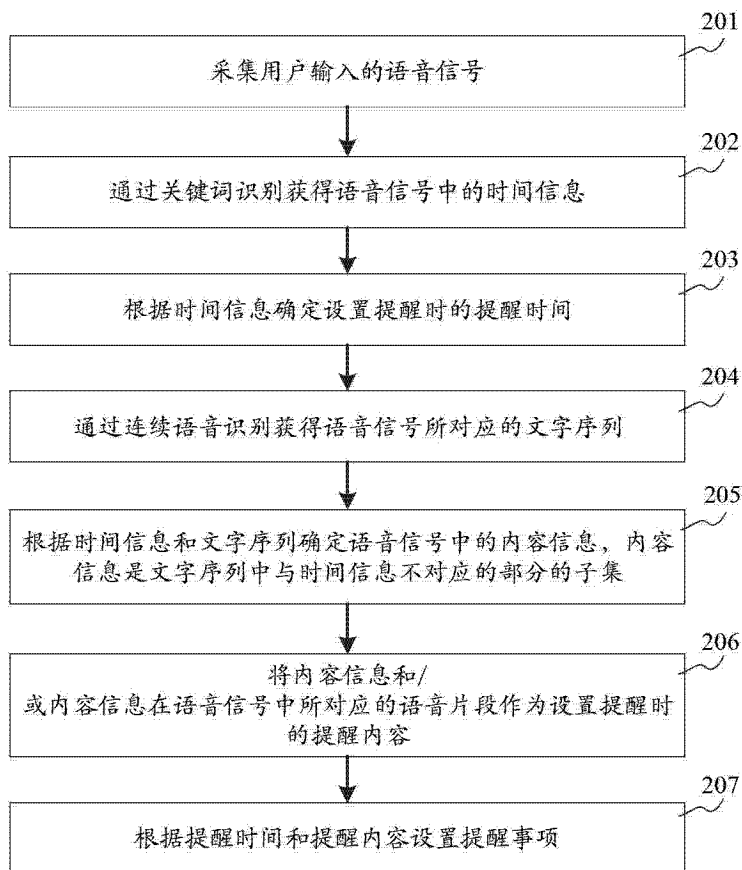 201
采集用户输入的语音信号
202
通过关键词识别获得语音信号中的时间信息
203
根据时间信息确定设置提醒时的提醒时间
204
通过连续语音识别获得语音信号所对应的文字序列
205
根据时间信息和文字序列确定语音信号中的内容信息，内容
信息是文字序列中与时间信息不对应的部分的子集
206
将内容信息和/
或内容信息在语音信号中所对应的语音片段作为设置提醒时
的提醒内容
207
根据提醒时间和提醒内容设置提醒事项